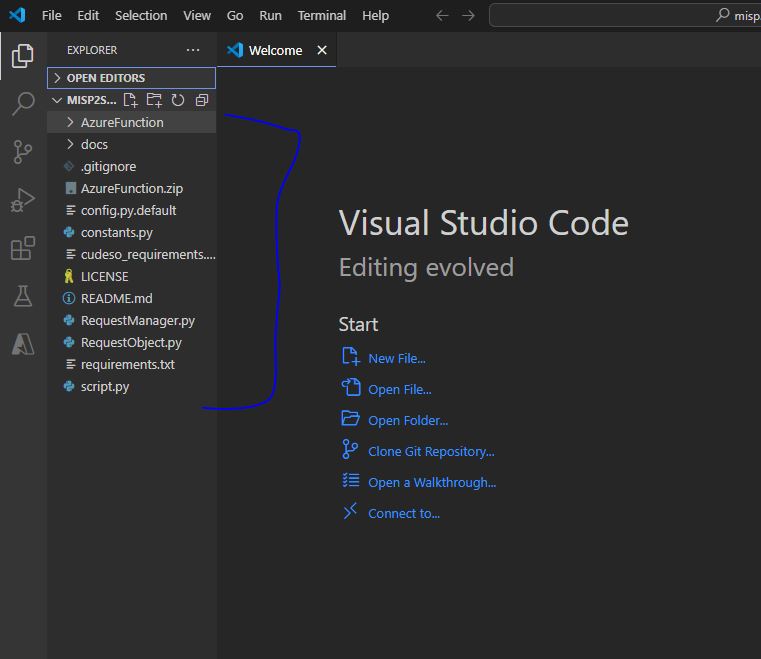 File Edit Selection View Go Run Terminal Help
misp
EXPLORER ···
Welcome
OPEN EDITORS
MISP2S...
AzureFunction
docs
.gitignore
AzureFunction.zip
config.py.default
constants.py
cudeso_requirements....
LICENSE
README.md
RequestManager.py
RequestObject.py
requirements.txt
script.py
Visual Studio Code
Editing evolved
Start
New File...
Open File...
Open Folder...
Clone Git Repository...
Open a Walkthrough...
Connect to...